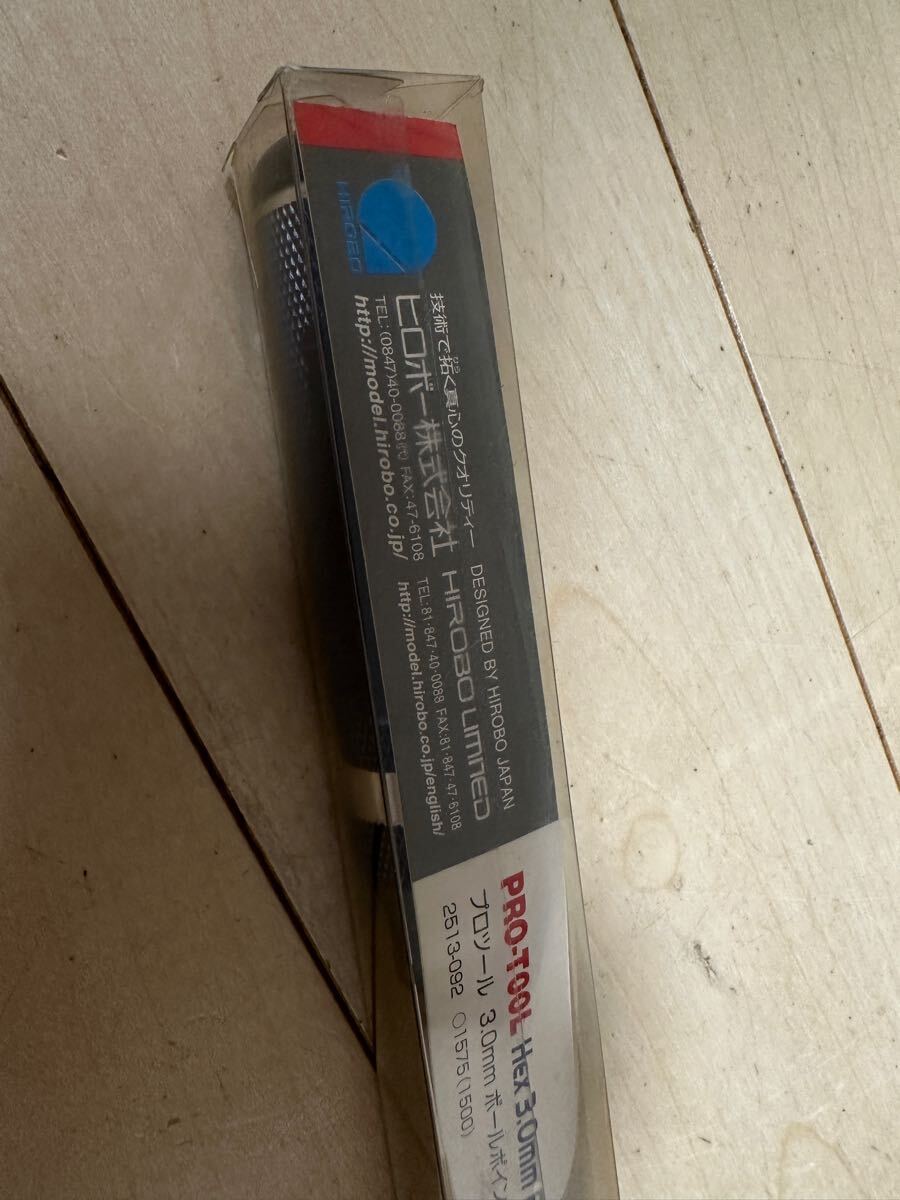 HIROBO
技術で拓く真心のクオリティー
ひら
ヒロボー株式会社
TEL:(0847)40-0088㈹ FAX:47-6108
http://model.hirobo.co.jp/
DESIGNED BY HIROBO JAPAN
HIROBO LIMITED
TEL:81·847·40·0088 FAX:81·847·47·6108
http://model.hirobo.co.jp/english/
PRO-TOOL HEX 3.0mm
プロツール 3.0mm ボールポイン
2513-092 ○1575(1500)